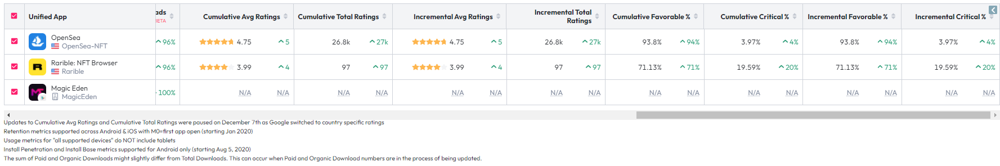 Unified App ads BETA Cumulative Avg Ratings Cumulative Total Ratings Incremental Avg Ratings Incremental Total Ratings Cumulative Favorable % Cumulative Critical % Incremental Favorable % Incremental Critical %
OpenSea
OpenSea-NFT
96% 4.75 5 26.8k 27k 4.75 5 26.8k 27k 93.8% 94% 3.97% 4% 93.8% 94% 3.97% 4%
Rarible: NFT Browser
Rarible
96% 3.99 4 97 97 3.99 4 97 97 71.13% 71% 19.59% 20% 71.13% 71% 19.59% 20%
Magic Eden
MagicEden
100% N/A N/A N/A N/A N/A N/A N/A N/A N/A N/A N/A N/A N/A N/A N/A N/A
Updates to Cumulative Avg Ratings and Cumulative Total Ratings were paused on December 7th as Google switched to country specific ratings
Retention metrics supported across Android & iOS with M0=first app open (starting Jan 2020)
Usage metrics for "all supported devices" do NOT include tablets
Install Penetration and Install Base metrics supported for Android only (starting Aug 5, 2020)
The sum of Paid and Organic Downloads might slightly differ from Total Downloads. This can occur when Paid and Organic Download numbers are in the process of being updated.